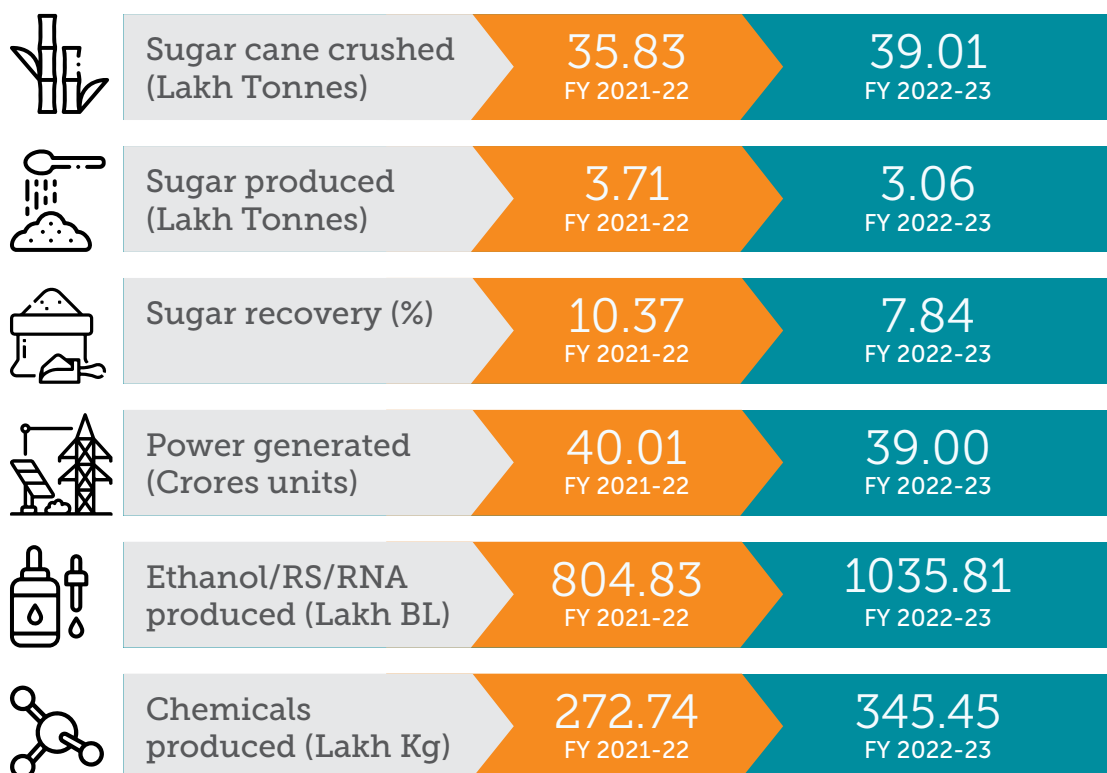 Sugar cane crushed
(Lakh Tonnes)
35.83
FY 2021-22
39.01
FY 2022-23
Sugar produced
(Lakh Tonnes)
3.71
FY 2021-22
3.06
FY 2022-23
Sugar recovery (%)
10.37
FY 2021-22
7.84
FY 2022-23
Power generated
(Crores units)
40.01
FY 2021-22
39.00
FY 2022-23
Ethanol/RS/RNA
produced (Lakh BL)
804.83
FY 2021-22
1035.81
FY 2022-23
Chemicals
produced (Lakh Kg)
272.74
FY 2021-22
345.45
FY 2022-23